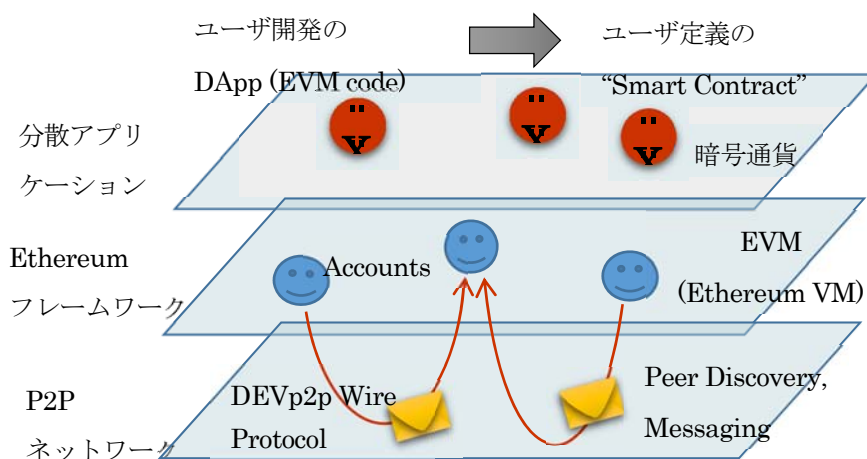 ユーザ開発の
DApp (EVM code)
ユーザ定義の
“Smart Contract”
分散アプリ
ケーション
暗号通貨
Ethereum
フレームワーク
Accounts
EVM
(Ethereum VM)
P2P
ネットワーク
DEVp2p Wire
Protocol
Peer Discovery,
Messaging